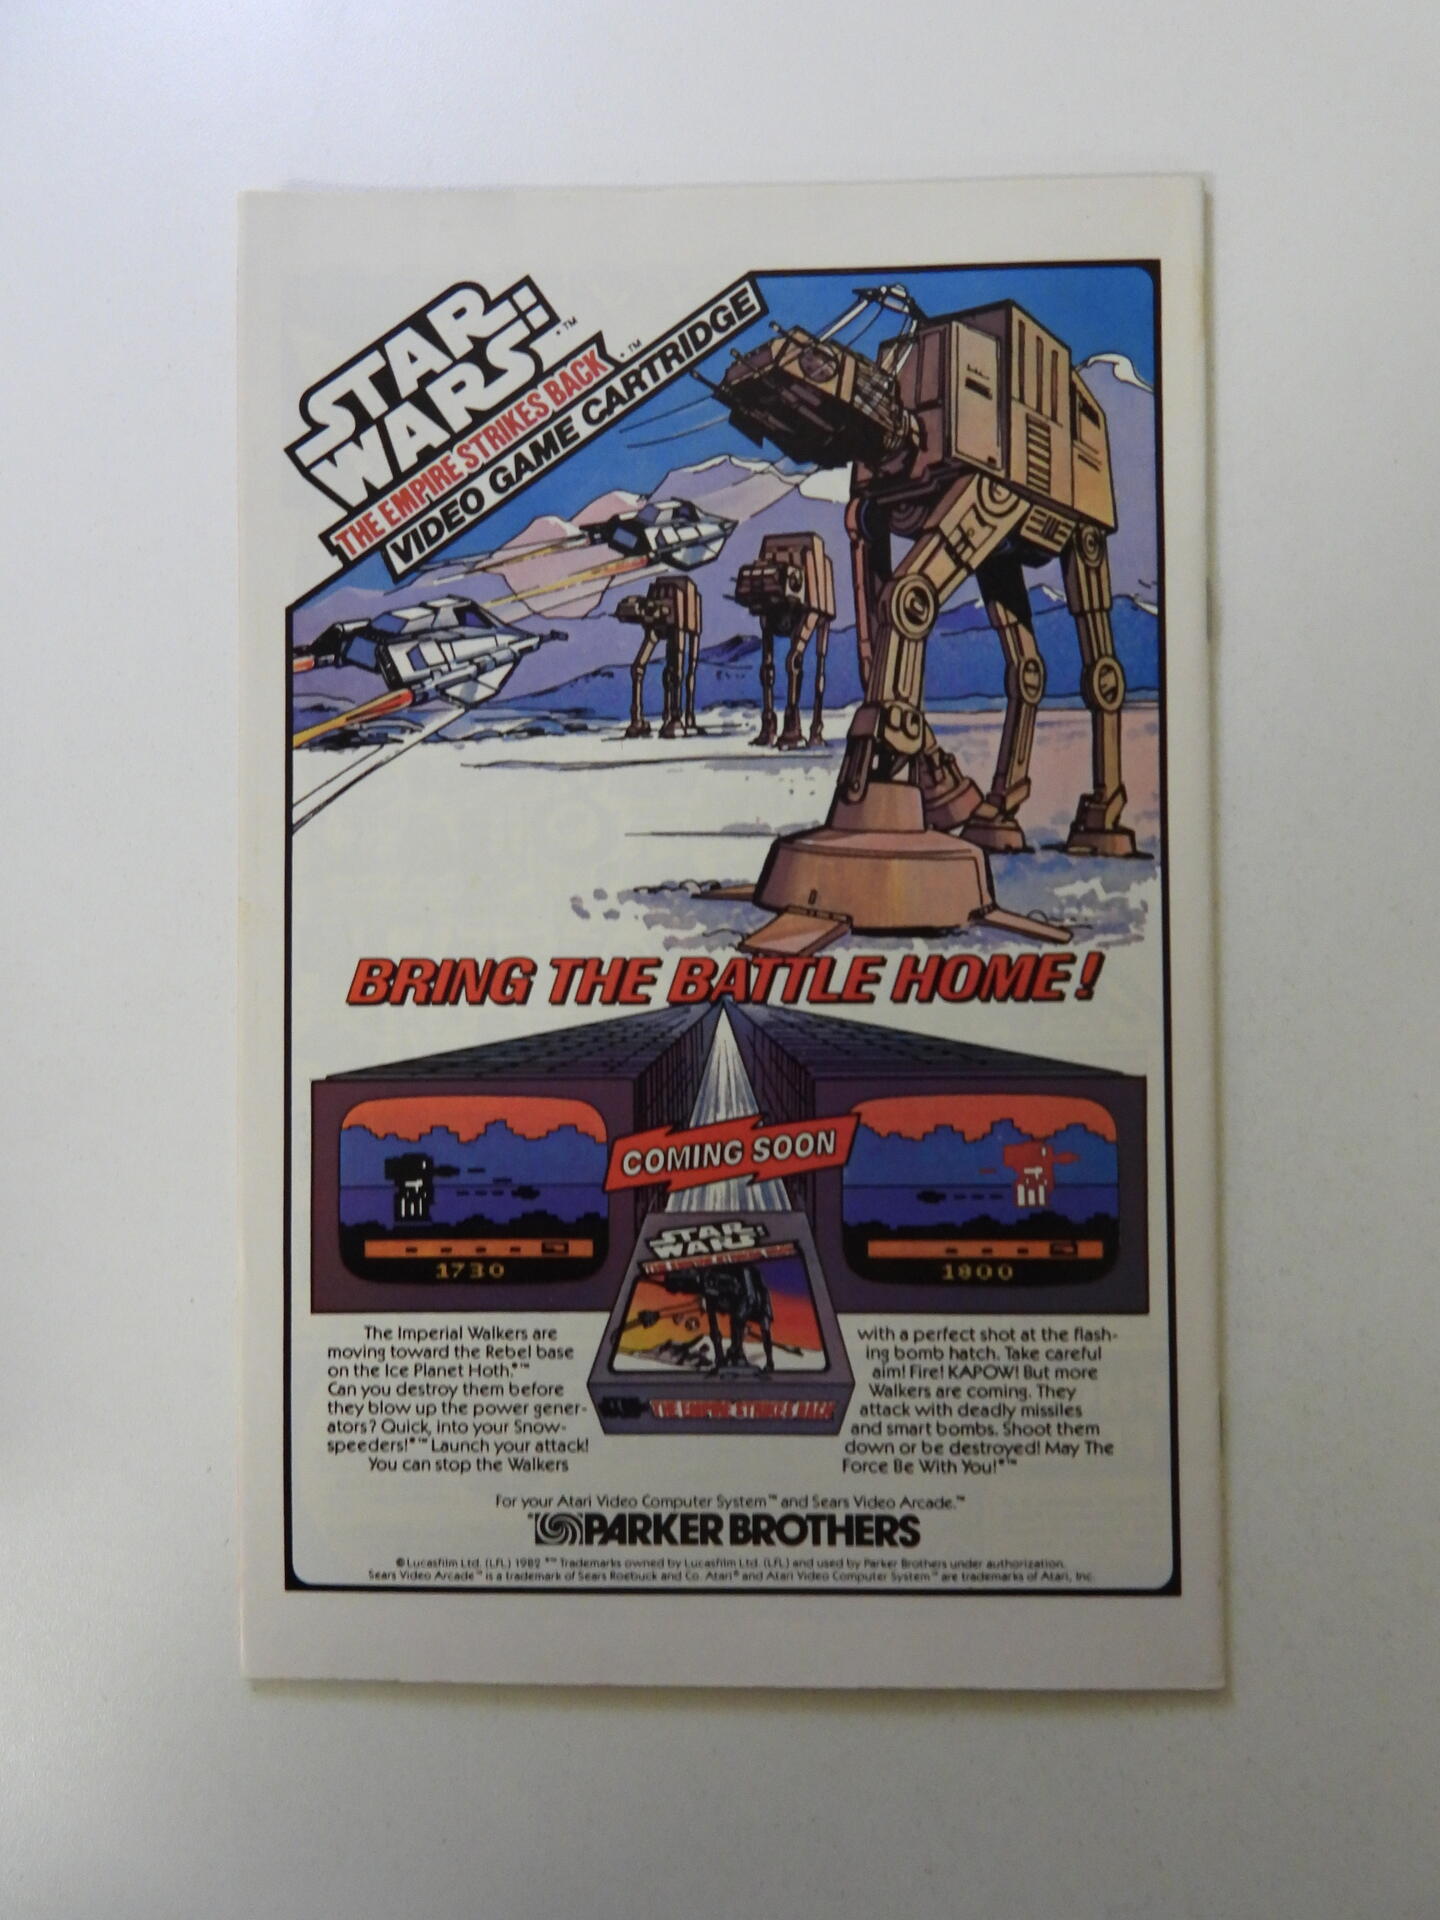 STAR
WARS:™
THE EMPIRE STRIKES BACK•™
VIDEO GAME CARTRIDGE
BRING THE BATTLE HOME!
COMING SOON
1730
1800
STAR
WARS:
THE EMPIRE STRIKES BACK
THE EMPIRE STRIKES BACK
The Imperial Walkers are
moving toward the Rebel base
on the Ice Planet Hoth.•™
Can you destroy them before
they blow up the power gener-
ators? Quick, into your Snow-
speeders!•™ Launch your attack!
You can stop the Walkers
with a perfect shot at the flash-
ing bomb hatch. Take careful
aim! Fire! KAPOW! But more
Walkers are coming. They
attack with deadly missiles
and smart bombs. Shoot them
down or be destroyed! May The
Force Be With You!•™
For your Atari Video Computer System™ and Sears Video Arcade.™
PARKER BROTHERS
© Lucasfilm Ltd. (LFL) 1982 •™ Trademarks owned by Lucasfilm Ltd. (LFL) and used by Parker Brothers under authorization.
Sears Video Arcade™ is a trademark of Sears Roebuck and Co. Atari® and Atari Video Computer System™ are trademarks of Atari, Inc.